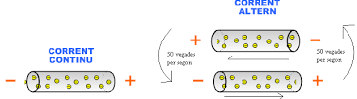 CORRENT
CONTINU
CORRENT
ALTERN
50 vegades
per segon
50 vegades
per segon